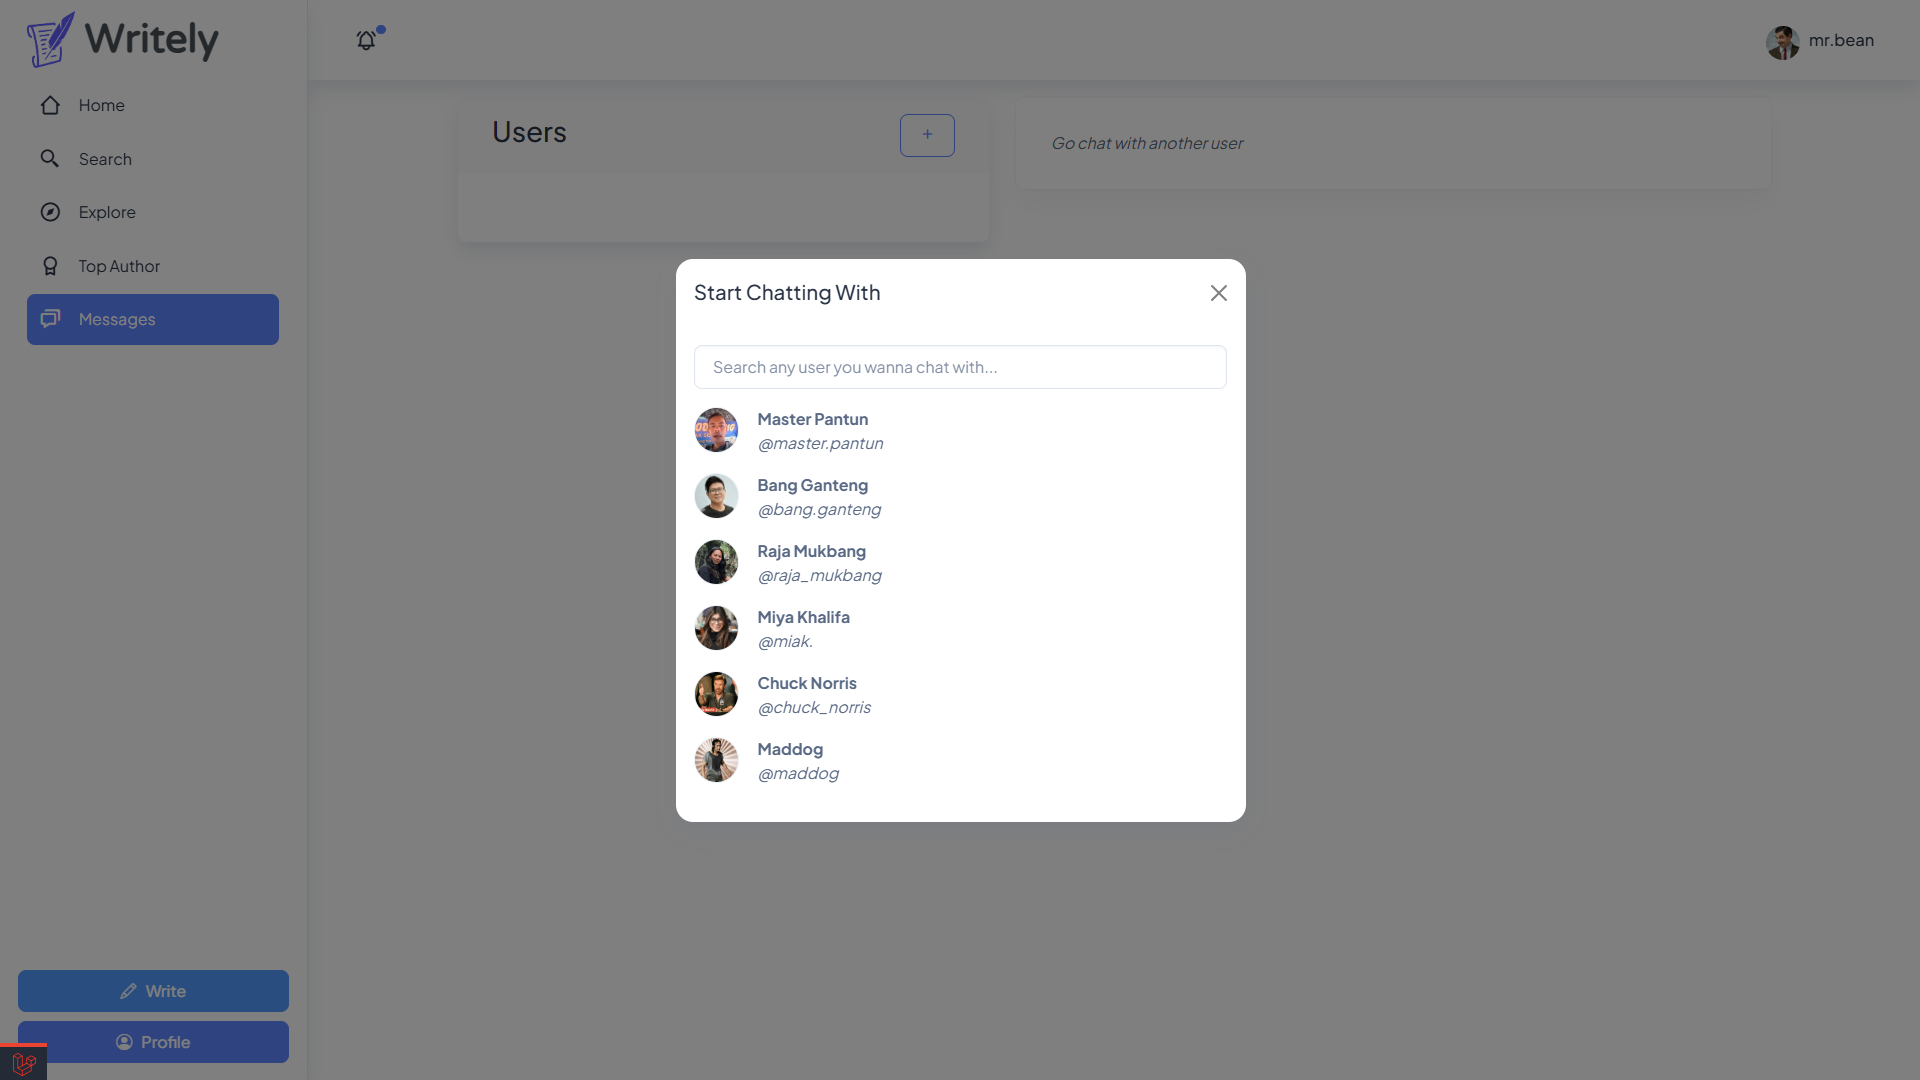 Writely
mr.bean
Home
Search
Explore
Top Author
Messages
Users
+
Go chat with another user
Start Chatting With
Search any user you wanna chat with...
Master Pantun
@master.pantun
Bang Ganteng
@bang.ganteng
Raja Mukbang
@raja_mukbang
Miya Khalifa
@miak.
Chuck Norris
@chuck_norris
Maddog
@maddog
Write
Profile